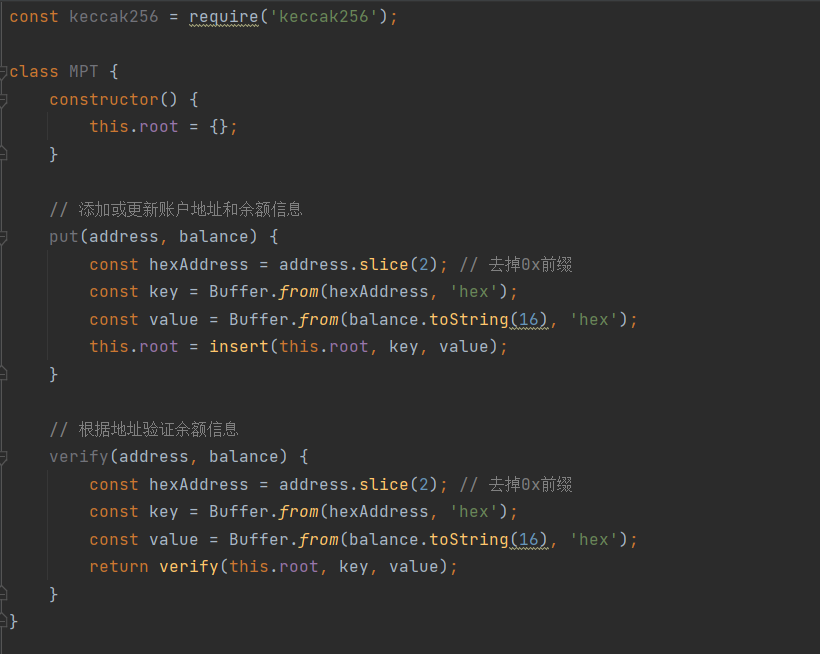 const keccak256 = require('keccak256');
class MPT {
constructor() {
this.root = {};
}
// 添加或更新账户地址和余额信息
put(address, balance) {
const hexAddress = address.slice(2); // 去掉0x前缀
const key = Buffer.from(hexAddress, 'hex');
const value = Buffer.from(balance.toString(16), 'hex');
this.root = insert(this.root, key, value);
}
// 根据地址验证余额信息
verify(address, balance) {
const hexAddress = address.slice(2); // 去掉0x前缀
const key = Buffer.from(hexAddress, 'hex');
const value = Buffer.from(balance.toString(16), 'hex');
return verify(this.root, key, value);
}
}